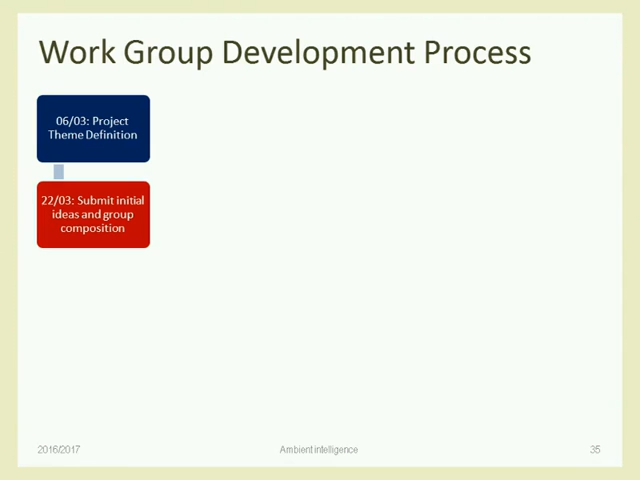 Work Group Development Process
06/03: Project
Theme Definition
22/03: Submit initial
ideas and group
composition
2016/2017
Ambient intelligence
35